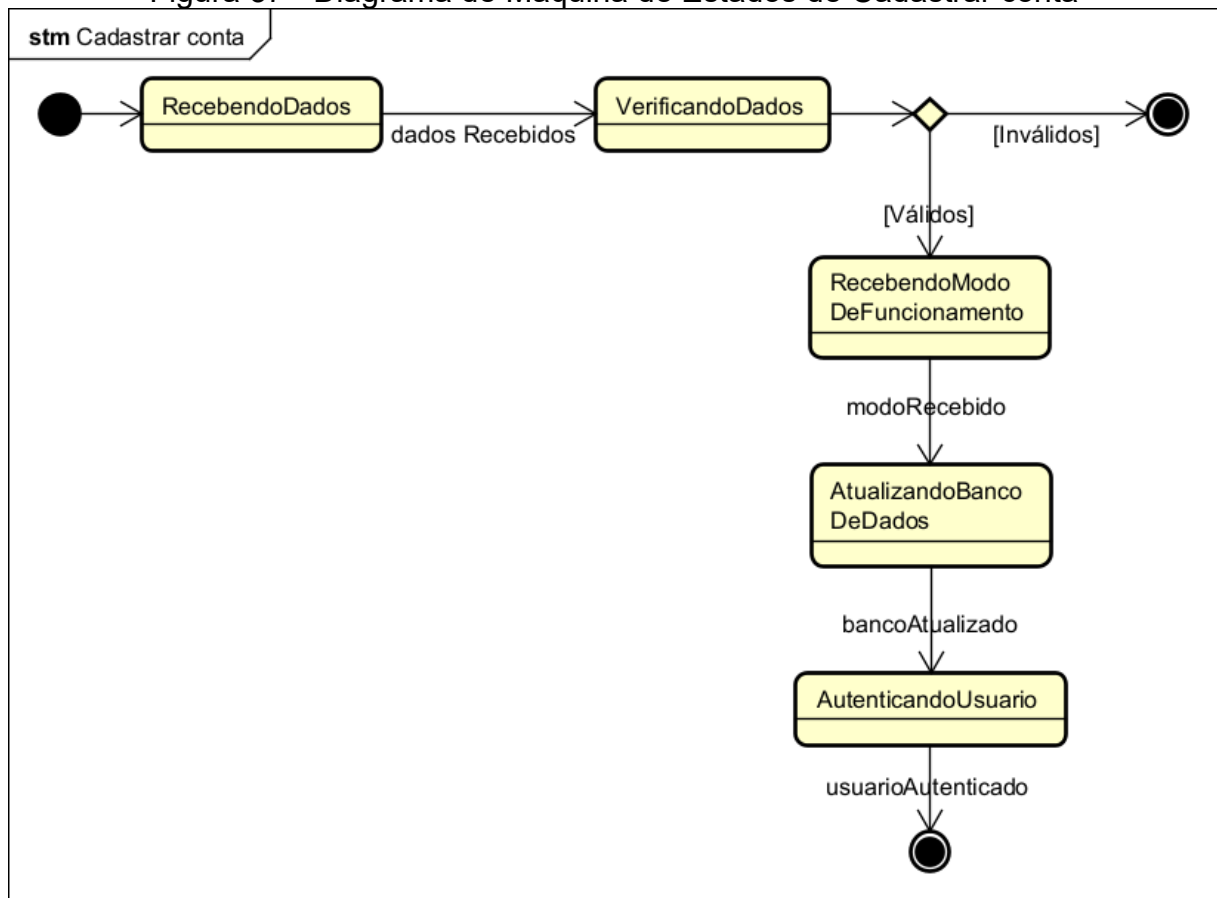 stm Cadastrar conta
RecebendoDados
dados Recebidos
VerificandoDados
[Inválidos]
[Válidos]
RecebendoModo
DeFuncionamento
modoRecebido
AtualizandoBanco
DeDados
bancoAtualizado
AutenticandoUsuario
usuarioAutenticado